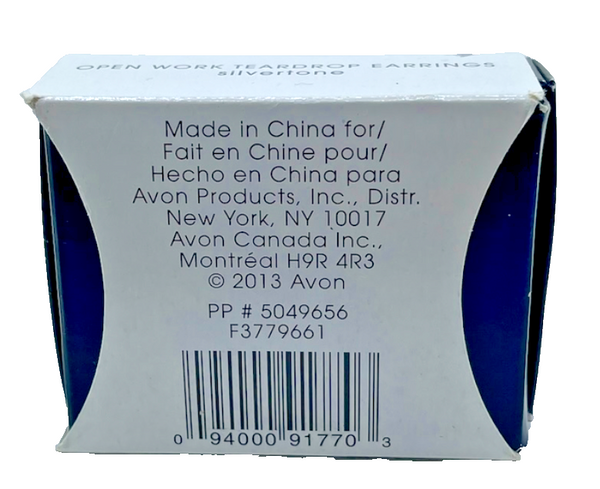 OPEN WORK TEARDROP EARRINGS
silvertone
Made in China for/
Fait en Chine pour/
Hecho en China para
Avon Products, Inc., Distr.
New York, NY 10017
Avon Canada Inc.,
Montréal H9R 4R3
© 2013 Avon
PP # 5049656
F3779661
0 94000 91770 3